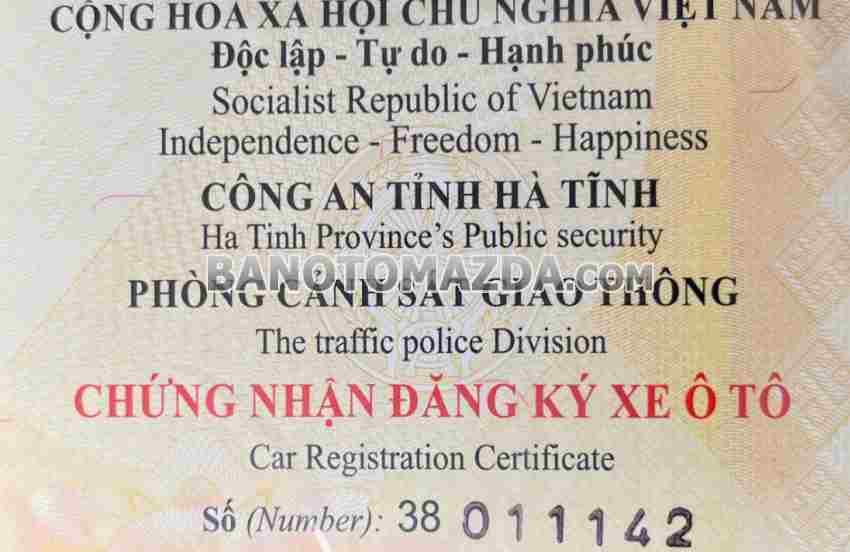 CỘNG HÒA XÃ HỘI CHỦ NGHĨA VIỆT NAM
Độc lập - Tự do - Hạnh phúc
Socialist Republic of Vietnam
Independence - Freedom - Happiness
CÔNG AN TỈNH HÀ TĨNH
Ha Tinh Province's Public security
BANOTOMAZDA.com
PHÒNG CẢNH SÁT GIAO THÔNG
The traffic police Division
CHỨNG NHẬN ĐĂNG KÝ XE Ô TÔ
Car Registration Certificate
Số (Number): 38 011142